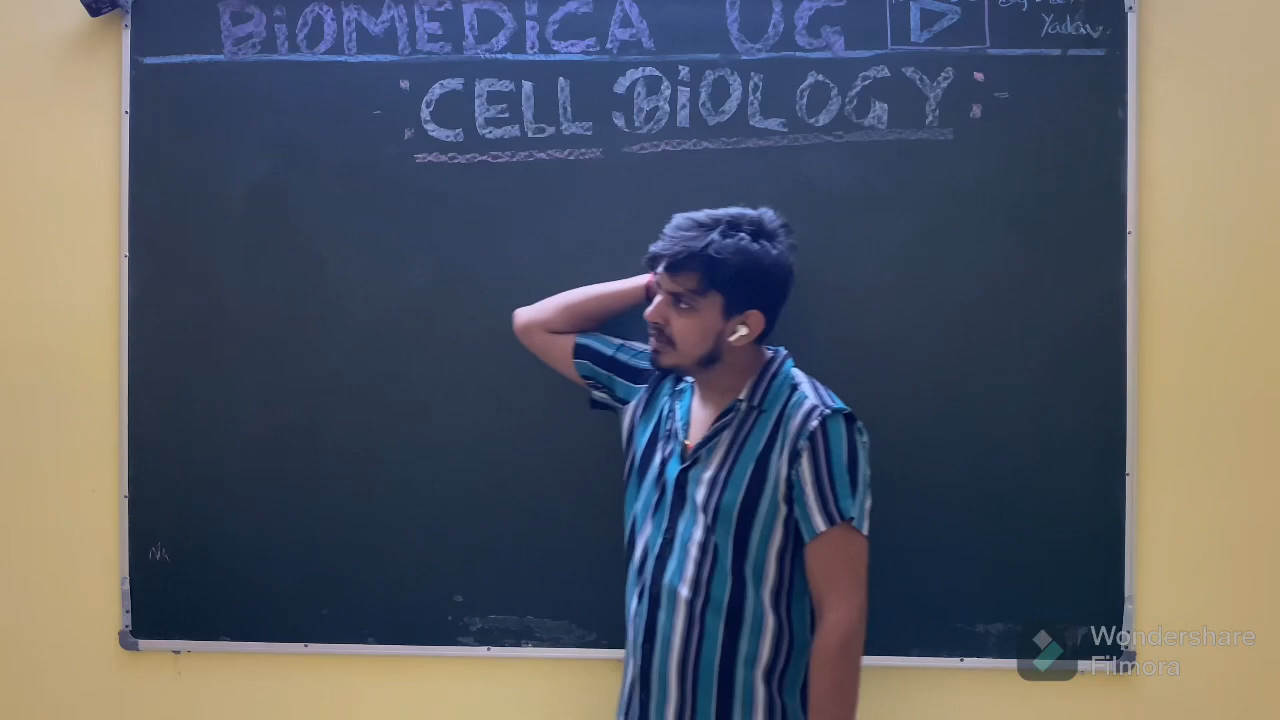 BiOMEDiCA UG
Yadav.
: CELL BiOLOGY :
Wondershare
Filmora